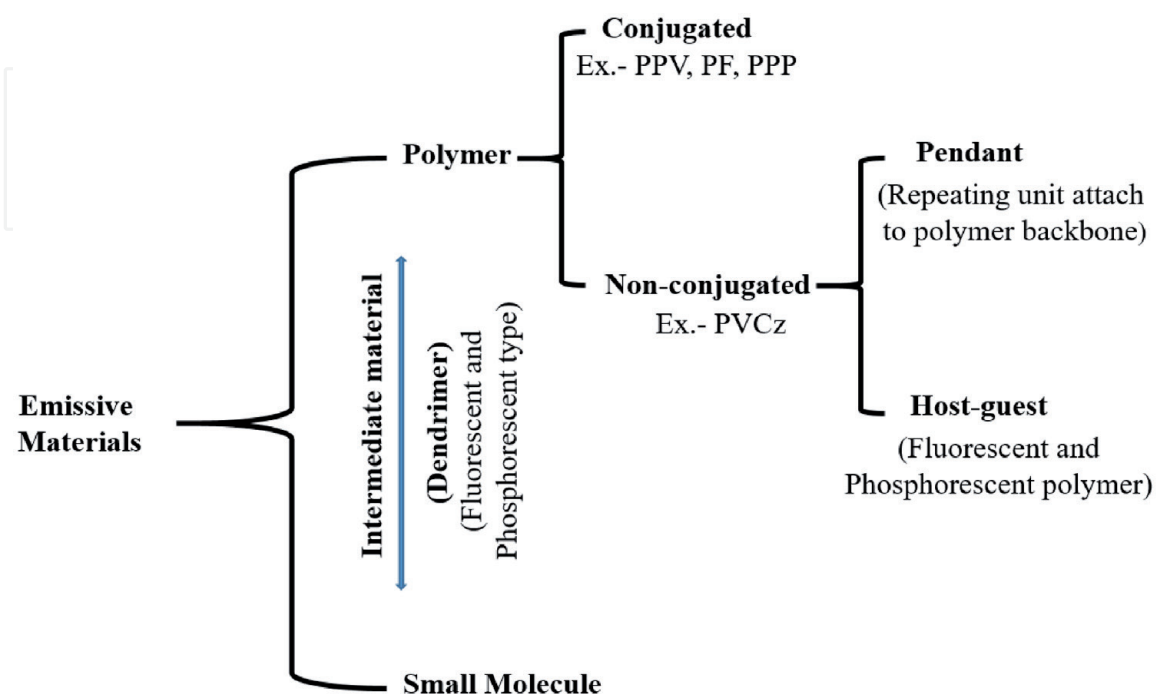 Conjugated
Ex.- PPV, PF, PPP
Polymer
Pendant
(Repeating unit attach
to polymer backbone)
Non-conjugated
Ex.- PVCz
Intermediate material
(Dendrimer)
(Fluorescent and
Phosphorescent type)
Emissive
Materials
Host-guest
(Fluorescent and
Phosphorescent polymer)
Small Molecule